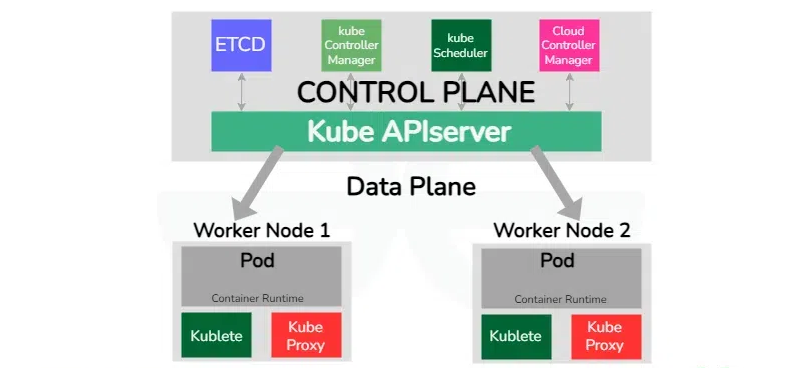 ETCD
kube
Controller
Manager
kube
Scheduler
Cloud
Controller
Manager
CONTROL PLANE
Kube APIserver
Data Plane
Worker Node 1
Pod
Container Runtime
Kublete
Kube
Proxy
Worker Node 2
Pod
Container Runtime
Kublete
Kube
Proxy